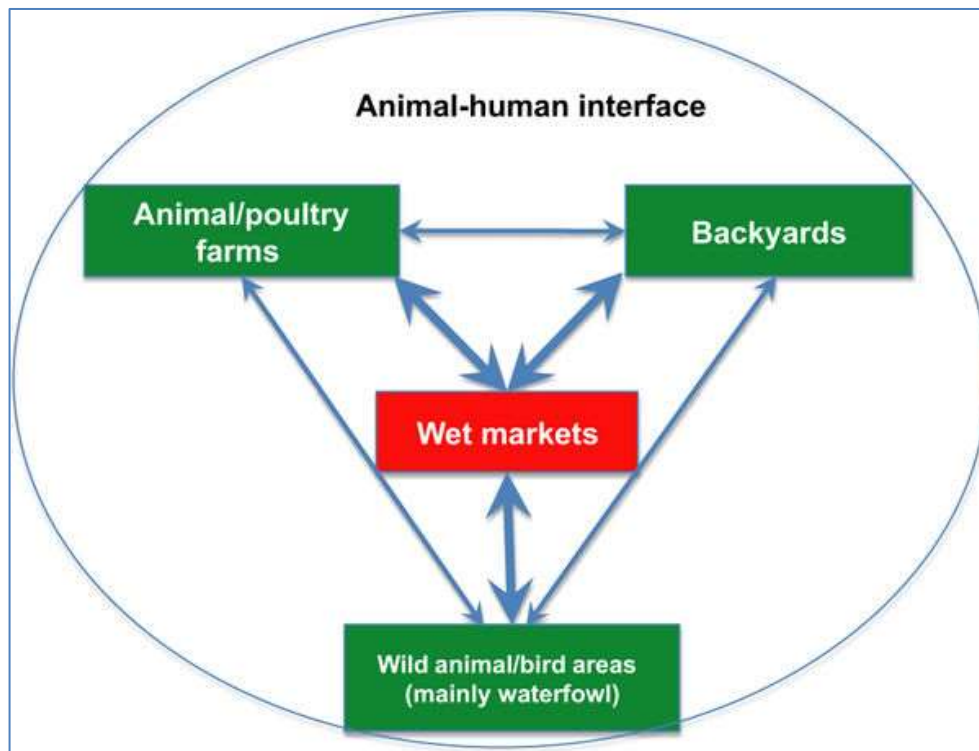 Animal-human interface
Animal/poultry
farms
Backyards
Wet markets
Wild animal/bird areas
(mainly waterfowl)